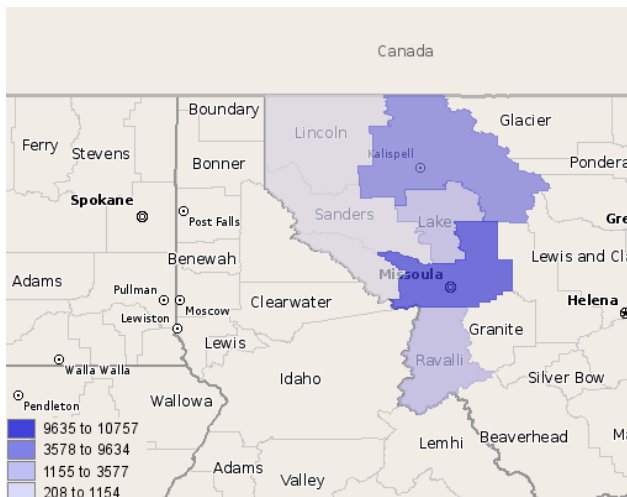 Canada
Boundary
Glacier
Lincoln
Ferry
Stevens
Kalispell
Bonner
Pondera
Spokane
Post Falls
Sanders
Lake
Gre
Benewah
Missoula
Lewis and Cla
Adams
Pullman
Moscow
Clearwater
Helena
Lewiston
Granite
Lewis
Ravalli
Walla Walla
Idaho
Silver Bow
Pendleton
Wallowa
9635 to 10757
3578 to 9634
1155 to 3577
208 to 1154
Lemhi
Beaverhead
Ma
Adams
Valley